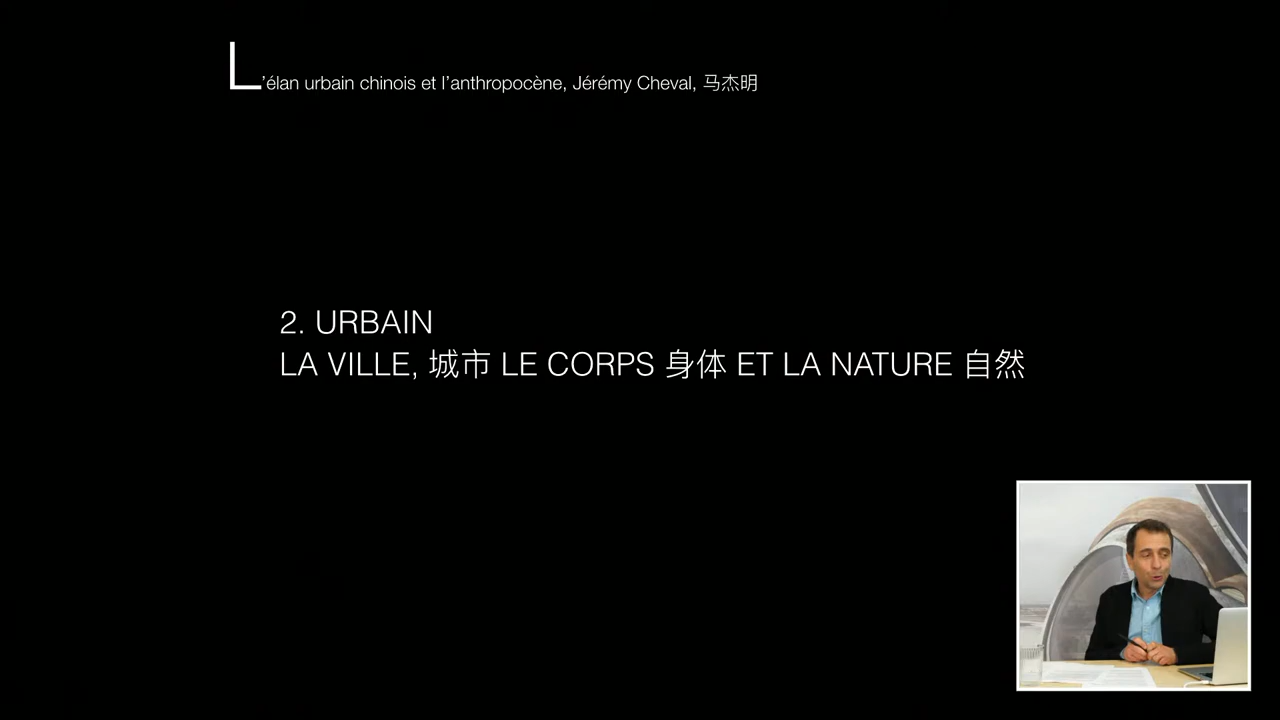 L'élan urbain chinois et l'anthropocène, Jérémy Cheval, 马杰明
2. URBAIN
LA VILLE, 城市 LE CORPS 身体 ET LA NATURE 自然